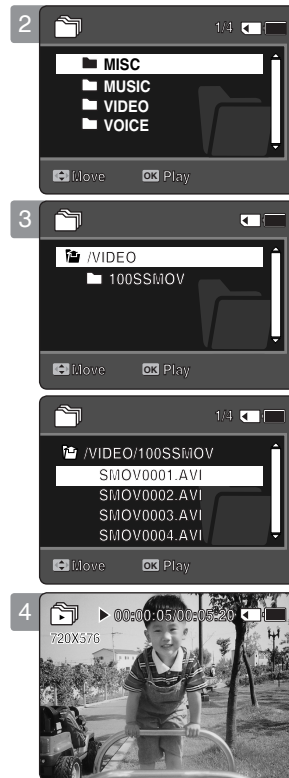 2
1/4
MISC
MUSIC
VIDEO
VOICE
Move OK Play
3
/VIDEO
100SSMOV
Move OK Play
1/4
/VIDEO/100SSMOV
SMOV0001.AVI
SMOV0002.AVI
SMOV0003.AVI
SMOV0004.AVI
Move OK Play
4
00:00:05/00:05:20
720X576